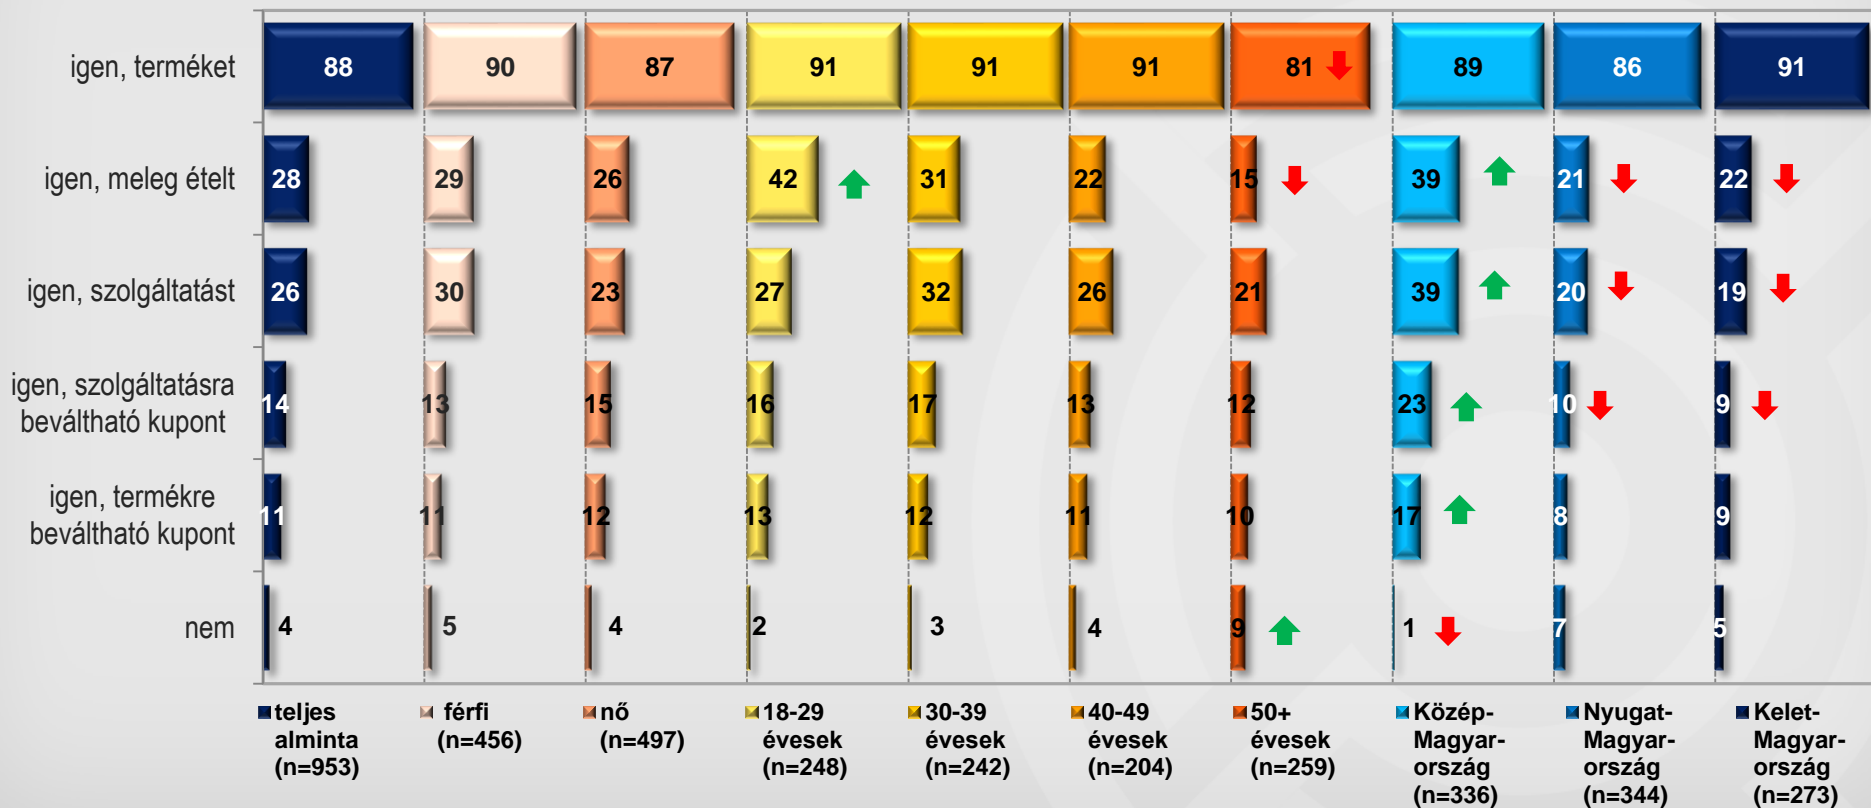 igen, terméket
88 90 87 91 91 91 81 89 86 91
igen, meleg ételt
28 29 26 42 31 22 15 39 21 22
igen, szolgáltatást
26 30 23 27 32 26 21 39 20 19
igen, szolgáltatásra
beváltható kupont
14 13 15 16 17 13 12 23 10 9
igen, termékre
beváltható kupont
11 11 12 13 12 11 10 17 8 9
nem
4 5 4 2 3 4 9 1 7 5
teljes
alminta
(n=953)
férfi
(n=456)
nő
(n=497)
18-29
évesek
(n=248)
30-39
évesek
(n=242)
40-49
évesek
(n=204)
50+
évesek
(n=259)
Közép-
Magyar-
ország
(n=336)
Nyugat-
Magyar-
ország
(n=344)
Kelet-
Magyar-
ország
(n=273)